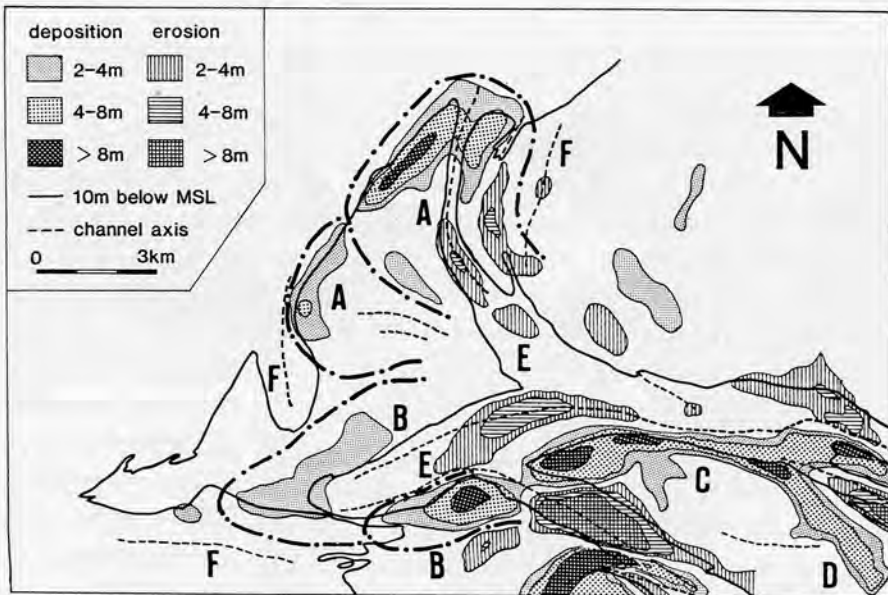 deposition erosion
2-4m 2-4m
4-8m 4-8m
>8m >8m
10m below MSL
channel axis
0 3km
N
F
A
A
E
F
B
E
C
F
B
D